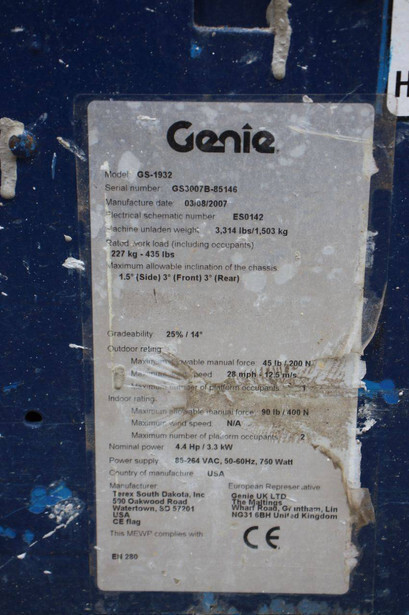 H
Genie
Model: GS-1932
Serial number: GS3007B-85146
Manufacture date: 03/08/2007
Electrical schematic number: ES0142
Machine unladen weight: 3,314 lbs/1,503 kg
Rated work load (including occupants):
227 kg - 435 lbs
Maximum allowable inclination of the chassis:
1.5° (Side) 3° (Front) 3° (Rear)
Gradeability: 25% / 14°
Outdoor rating:
Maximum allowable manual force: 45 lb / 200 N
Maximum speed 28 mph - 12.5 m/s
Maximum number of platform occupants: 1
Indoor rating:
Maximum allowable manual force: 90 lb / 400 N
Maximum wind speed: N/A
Maximum number of platform occupants: 2
Nominal power: 4.4 Hp / 3.3 kW
Power supply: 85-264 VAC, 50-60Hz, 750 Watt
Country of manufacture: USA
Manufacturer:
Terex South Dakota, Inc
500 Oakwood Road
Watertown, SD 57201
USA
CE flag
European Representative:
Genie UK LTD
The Maltings
Wharf Road, Grantham, Lin
NG31 6BH United Kingdom
This MEWP complies with:
CE
EN 280